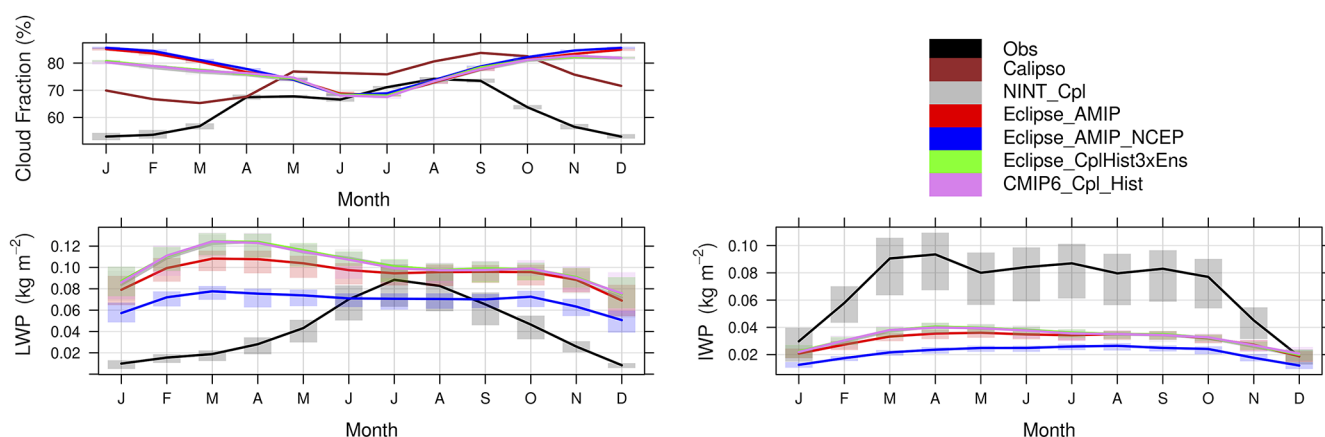 Cloud Fraction (%)
80
70
60
J F M A M J J A S O N D
Month
Obs
Calipso
NINT_Cpl
Eclipse_AMIP
Eclipse_AMIP_NCEP
Eclipse_CplHist3xEns
CMIP6_Cpl_Hist
LWP (kg m⁻²)
0.12
0.10
0.08
0.06
0.04
0.02
J F M A M J J A S O N D
Month
IWP (kg m⁻²)
0.10
0.08
0.06
0.04
0.02
J F M A M J J A S O N D
Month